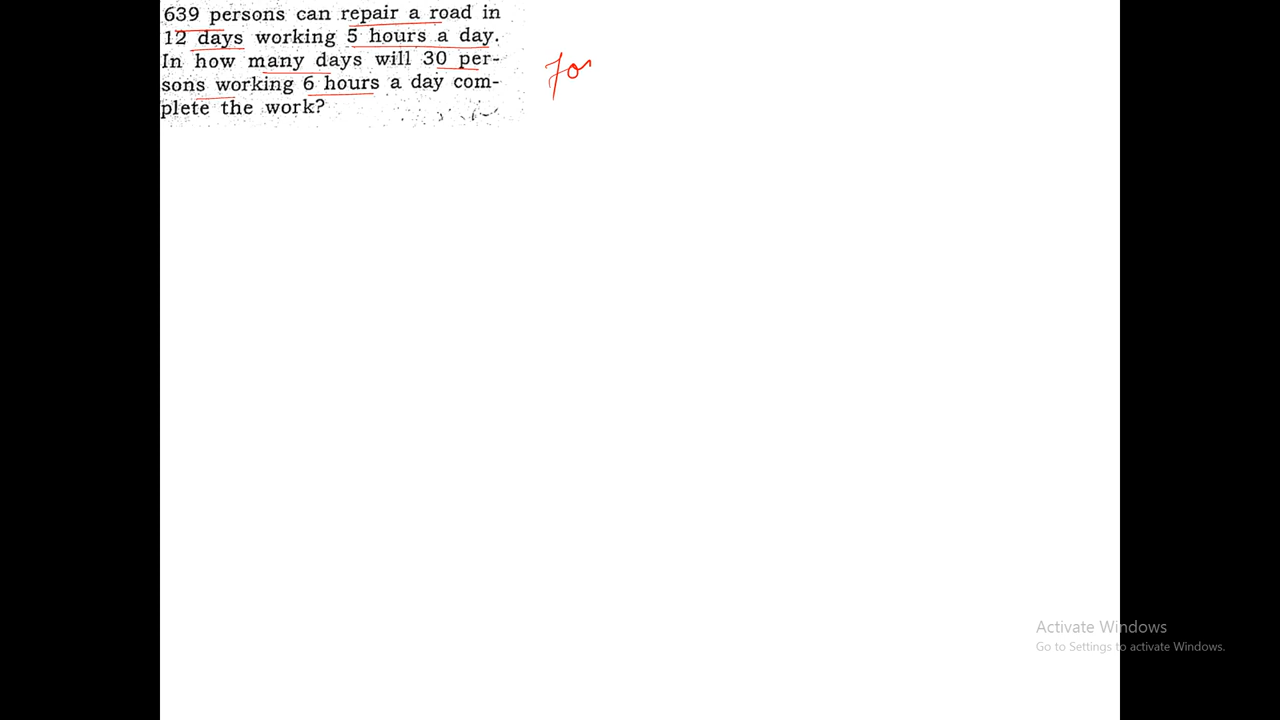 639 persons can repair a road in
12 days working 5 hours a day.
In how many days will 30 per-
sons working 6 hours a day com-
plete the work?
For
Activate Windows
Go to Settings to activate Windows.